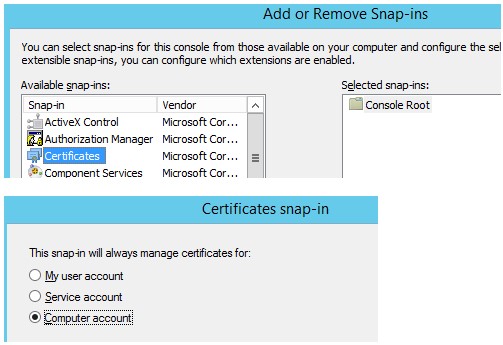 Add or Remove Snap-ins
You can select snap-ins for this console from those available on your computer and configure the sel
extensible snap-ins, you can configure which extensions are enabled.
Available snap-ins:
Selected snap-ins:
Snap-in Vendor
Console Root
ActiveX Control Microsoft Cor...
Authorization Manager Microsoft Cor...
Certificates Microsoft Cor...
Component Services Microsoft Cor...
Certificates snap-in
This snap-in will always manage certificates for:
My user account
Service account
Computer account